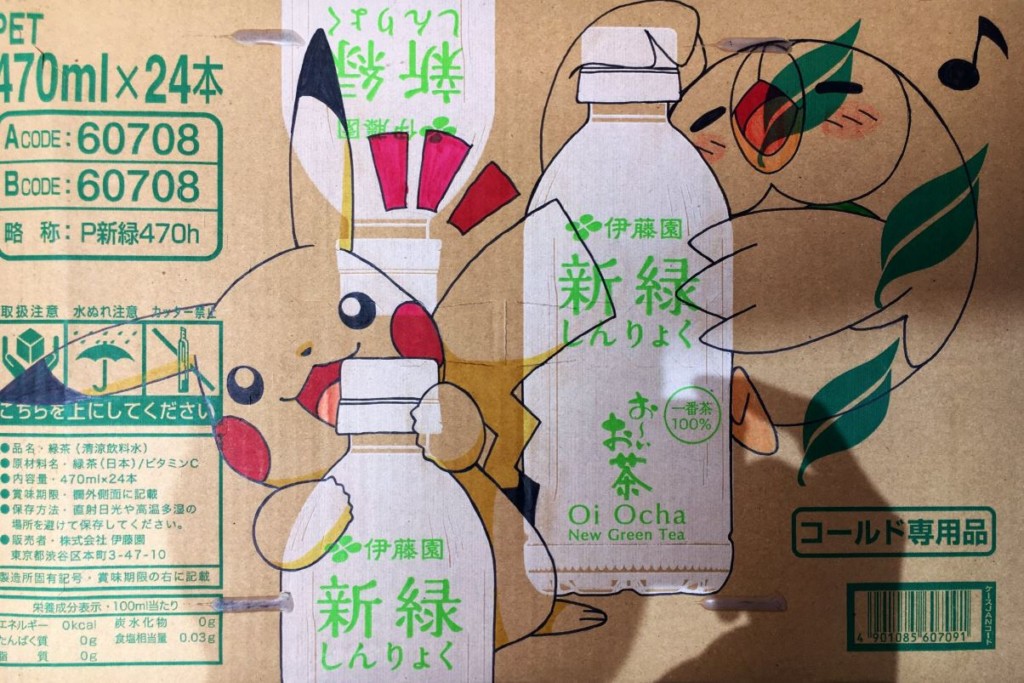 PET
470ml×24本
A CODE : 60708
B CODE : 60708
略 称 : P新緑470h
取扱注意 水ぬれ注意 カッター禁止
こちらを上にしてください
●品名・緑茶(清涼飲料水)
●原材料名・緑茶(日本)/ビタミンC
●内容量・470ml×24本
●賞味期限・欄外側面に記載
●保存方法・直射日光や高温多湿の
場所を避けて保存してください。
●販売者・株式会社 伊藤園
東京都渋谷区本町3-47-10
製造所固有記号・賞味期限の右に記載
栄養成分表示・100ml当たり
エネルギー 0kcal 炭水化物 0g
たんぱく質 0g 食塩相当量 0.03g
脂 質 0g
伊藤園
新緑
しんりょく
伊藤園
新緑
しんりょく
お～いお茶
一番茶
100%
Oi Ocha
New Green Tea
伊藤園
新緑
しんりょく
コールド専用品
ケースJANコード
4 901085 607091